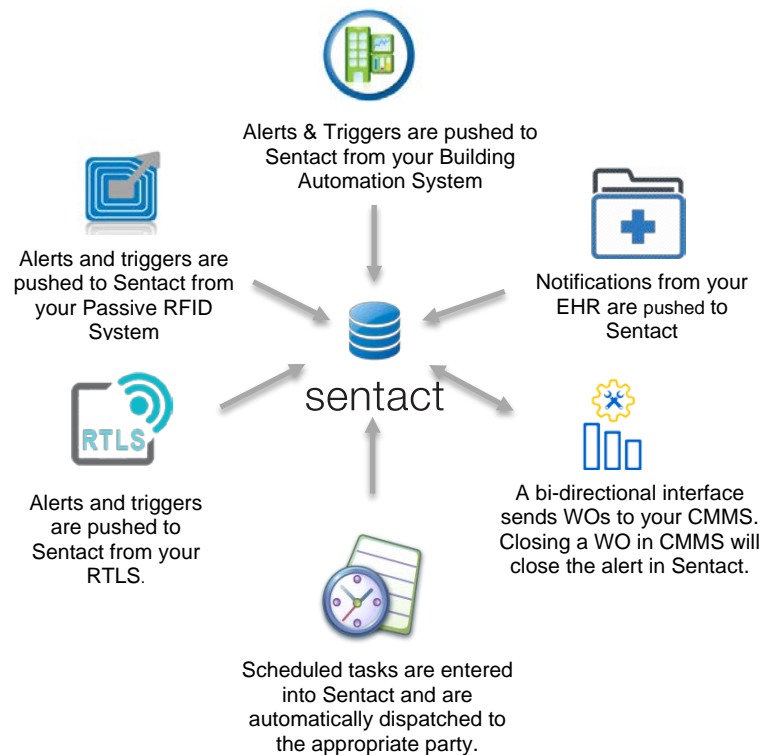 Alerts & Triggers are pushed to
Sentact from your Building
Automation System
Alerts and triggers are
pushed to Sentact from
your Passive RFID
System
Notifications from your
EHR are pushed to
Sentact
sentact
RTLS
Alerts and triggers
are pushed to
Sentact from your
RTLS.
A bi-directional interface
sends WOs to your CMMS.
Closing a WO in CMMS will
close the alert in Sentact.
Scheduled tasks are entered
into Sentact and are
automatically dispatched to
the appropriate party.